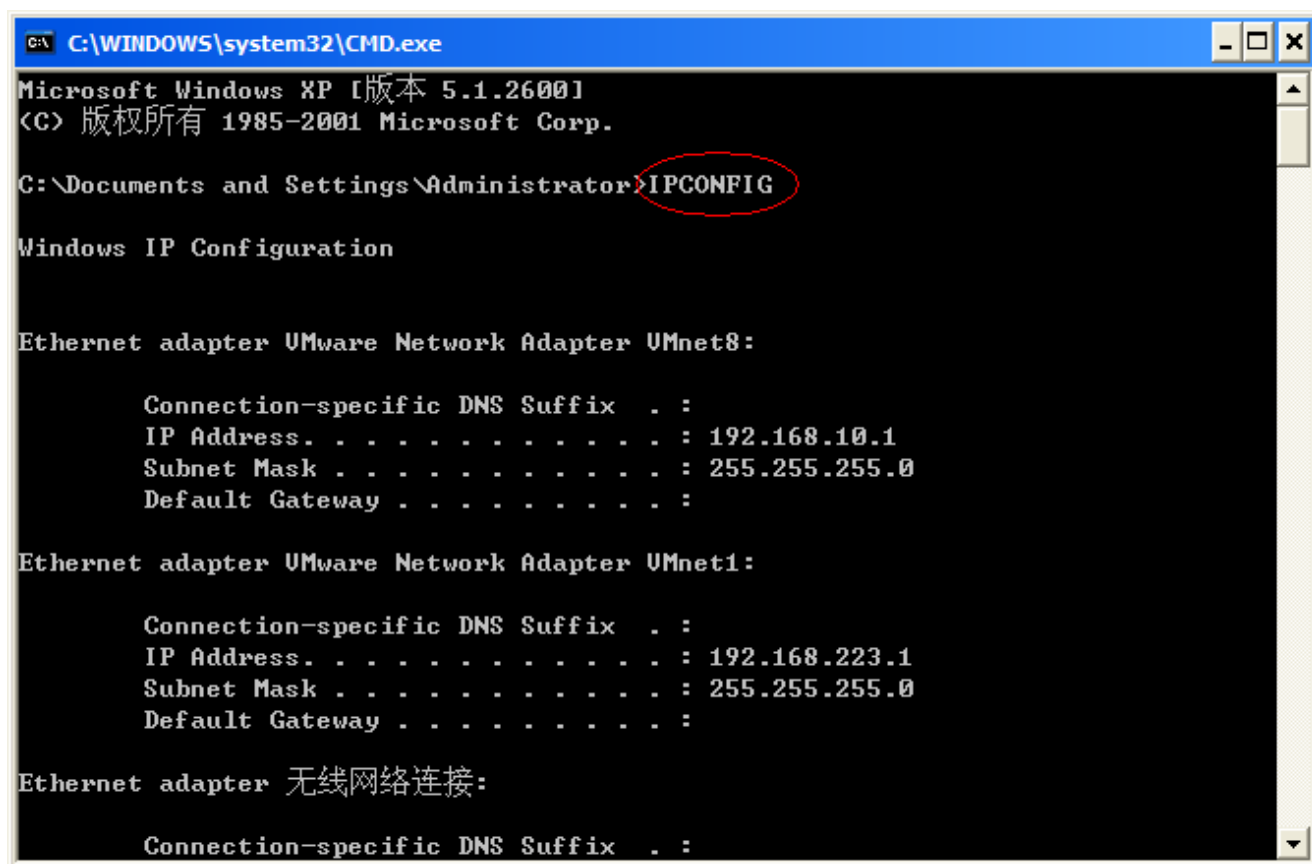 C:\WINDOWS\system32\CMD.exe
Microsoft Windows XP [版本 5.1.2600]
(C) 版权所有 1985-2001 Microsoft Corp.
C:\Documents and Settings\Administrator>IPCONFIG
Windows IP Configuration
Ethernet adapter VMware Network Adapter VMnet8:
Connection-specific DNS Suffix . :
IP Address. . . . . . . . . . . . : 192.168.10.1
Subnet Mask . . . . . . . . . . . : 255.255.255.0
Default Gateway . . . . . . . . . :
Ethernet adapter VMware Network Adapter VMnet1:
Connection-specific DNS Suffix . :
IP Address. . . . . . . . . . . . : 192.168.223.1
Subnet Mask . . . . . . . . . . . : 255.255.255.0
Default Gateway . . . . . . . . . :
Ethernet adapter 无线网络连接:
Connection-specific DNS Suffix . :